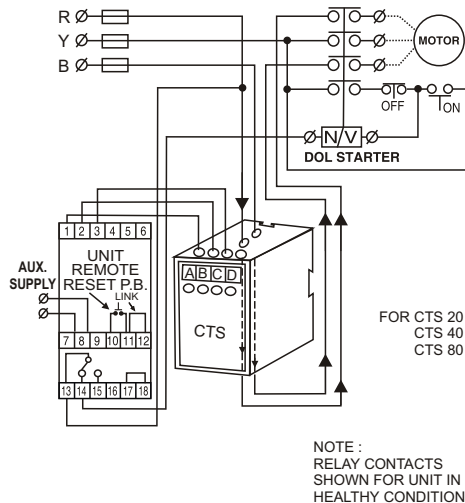 R
Y
B
MOTOR
OFF
ON
N/V
DOL STARTER
1 2 3 4 5 6
UNIT
REMOTE
RESET P.B.
LINK
AUX.
SUPPLY
7 8 9 10 11 12
13 14 15 16 17 18
A B C D
CTS
FOR CTS 20
CTS 40
CTS 80
NOTE :
RELAY CONTACTS
SHOWN FOR UNIT IN
HEALTHY CONDITION